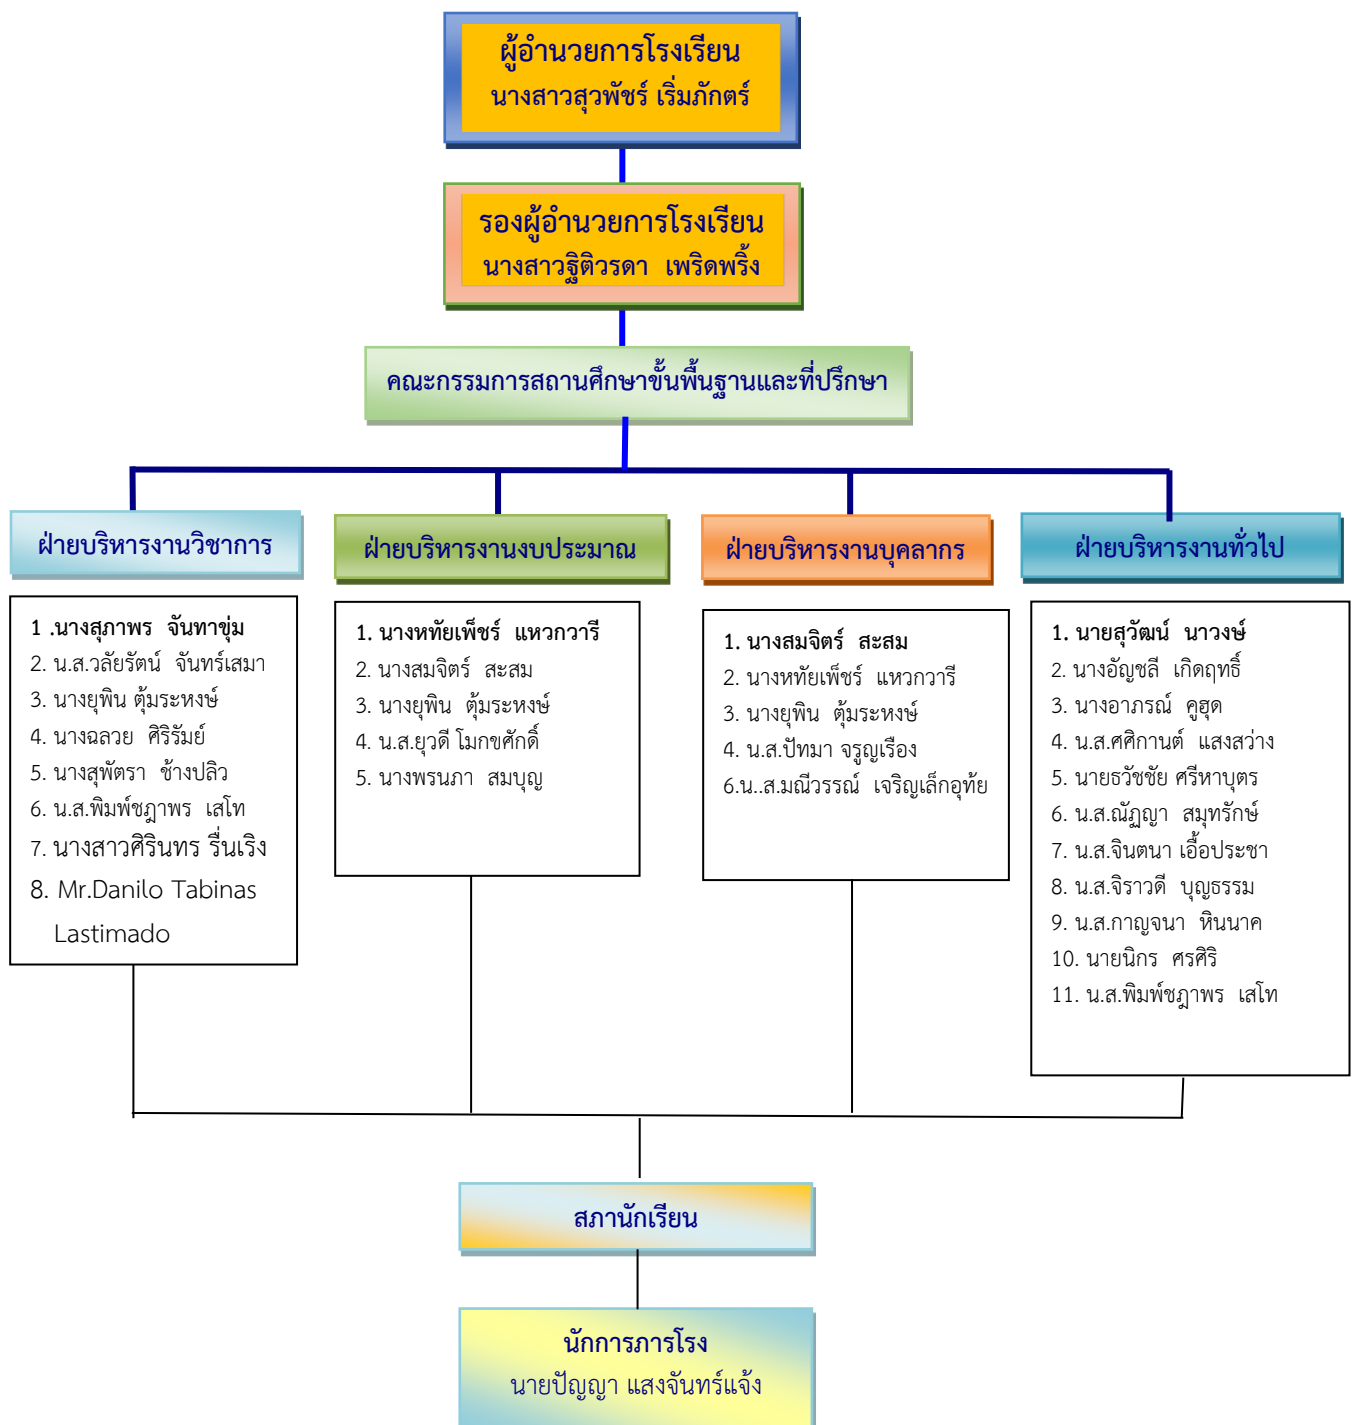 ผู้อำนวยการโรงเรียน
นางสาวสุวพัชร์ เริ่มภักตร์
รองผู้อำนวยการโรงเรียน
นางสาวฐิติวรดา เพริดพริ้ง
คณะกรรมการสถานศึกษาขั้นพื้นฐานและที่ปรึกษา
ฝ่ายบริหารงานวิชาการ
1 .นางสุภาพร จันทาขุ่ม
2. น.ส.วลัยรัตน์ จันทร์เสมา
3. นางยุพิน ตุ้มระหงษ์
4. นางฉลวย ศิริรัมย์
5. นางสุพัตรา ช้างปลิว
6. น.ส.พิมพ์ชฎาพร เสโท
7. นางสาวศิรินทร รื่นเริง
8. Mr.Danilo Tabinas
Lastimado
ฝ่ายบริหารงานงบประมาณ
1. นางหทัยเพ็ชร์ แหวกวารี
2. นางสมจิตร์ สะสม
3. นางยุพิน ตุ้มระหงษ์
4. น.ส.ยุวดี โมกขศักดิ์
5. นางพรนภา สมบุญ
ฝ่ายบริหารงานบุคลากร
1. นางสมจิตร์ สะสม
2. นางหทัยเพ็ชร์ แหวกวารี
3. นางยุพิน ตุ้มระหงษ์
4. น.ส.ปัทมา จรูญเรือง
6.น..ส.มณีวรรณ์ เจริญเล็กอุทัย
ฝ่ายบริหารงานทั่วไป
1. นายสุวัฒน์ นาวงษ์
2. นางอัญชลี เกิดฤทธิ์
3. นางอาภรณ์ คูฮุด
4. น.ส.ศศิกานต์ แสงสว่าง
5. นายธวัชชัย ศรีหาบุตร
6. น.ส.ณัฏญา สมุทรักษ์
7. น.ส.จินตนา เอื้อประชา
8. น.ส.จิราวดี บุญธรรม
9. น.ส.กาญจนา หินนาค
10. นายนิกร ศรศิริ
11. น.ส.พิมพ์ชฎาพร เสโท
สภานักเรียน
นักการภารโรง
นายปัญญา แสงจันทร์แจ้ง